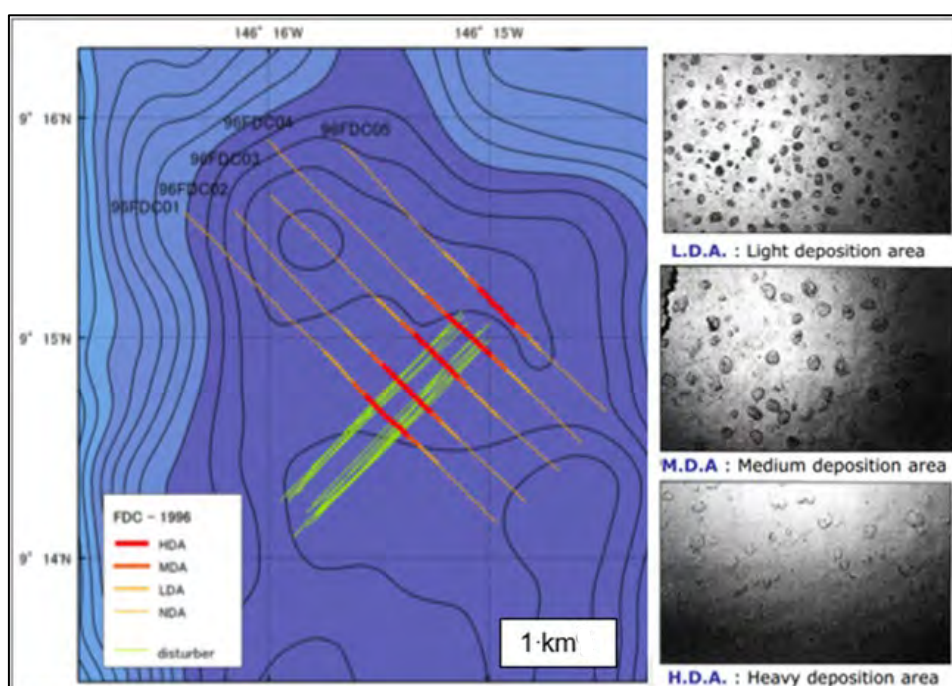 146° 16'W 146° 15'W
9° 16'N
96FDC04
96FDC05
96FDC03
96FDC02
96FDC01
9° 15'N
9° 14'N
FDC - 1996
HDA
MDA
LDA
NDA
disturber
1·km
L.D.A. : Light deposition area
M.D.A : Medium deposition area
H.D.A. : Heavy deposition area